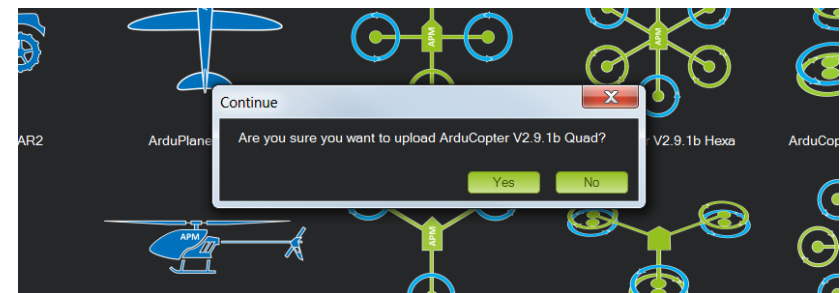 APM
APM
Continue
X
AR2
ArduPlane
Are you sure you want to upload ArduCopter V2.9.1b Quad?
r V2.9.1b Hexa
ArduCop
Yes
No
APM
APM